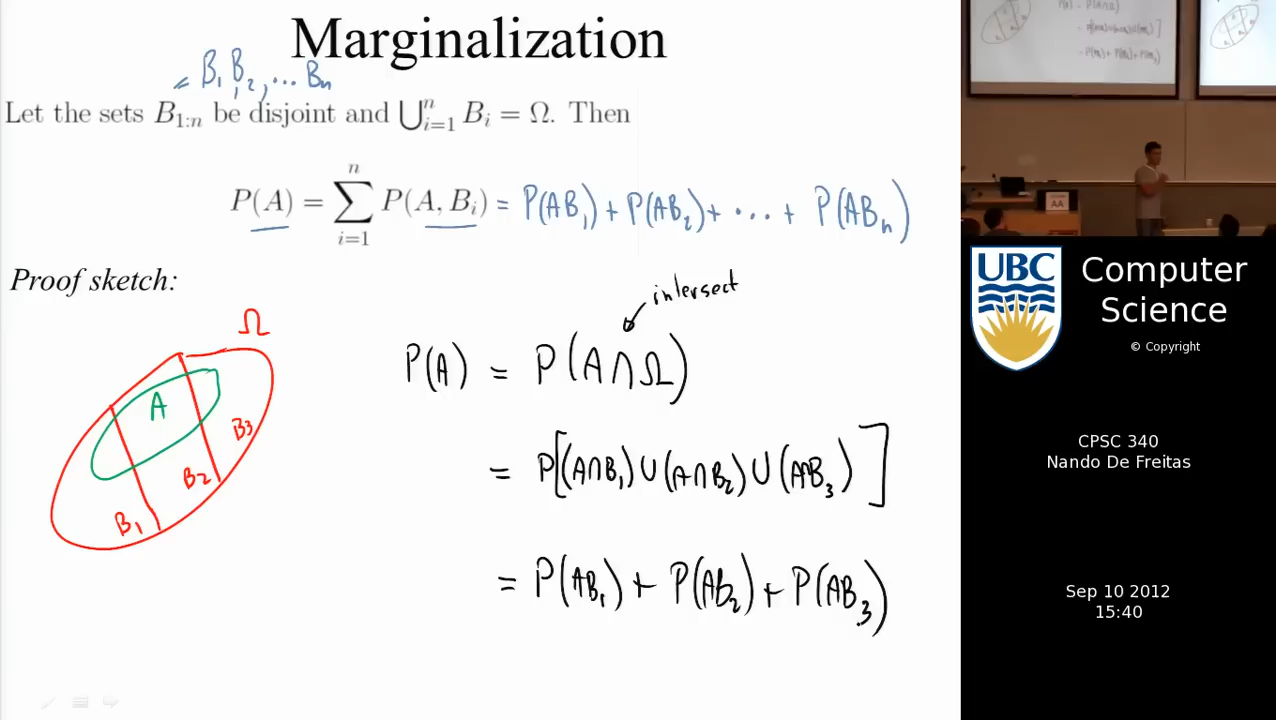 Marginalization
= B₁, B₂, ... Bₙ
Let the sets B₁:ₙ be disjoint and ⋃ⁿᵢ₌₁ Bᵢ = Ω. Then
P(A) = ∑ⁿᵢ₌₁ P(A, Bᵢ) = P(AB₁) + P(AB₂) + ... + P(ABₙ)
Proof sketch:
Ω
A
B₁
B₂
B₃
intersect
P(A) = P(A∩Ω)
= P[(A∩B₁)∪(A∩B₂)∪(A∩B₃)]
= P(AB₁) + P(AB₂) + P(AB₃)
AA
UBC
Computer
Science
© Copyright
CPSC 340
Nando De Freitas
Sep 10 2012
15:40